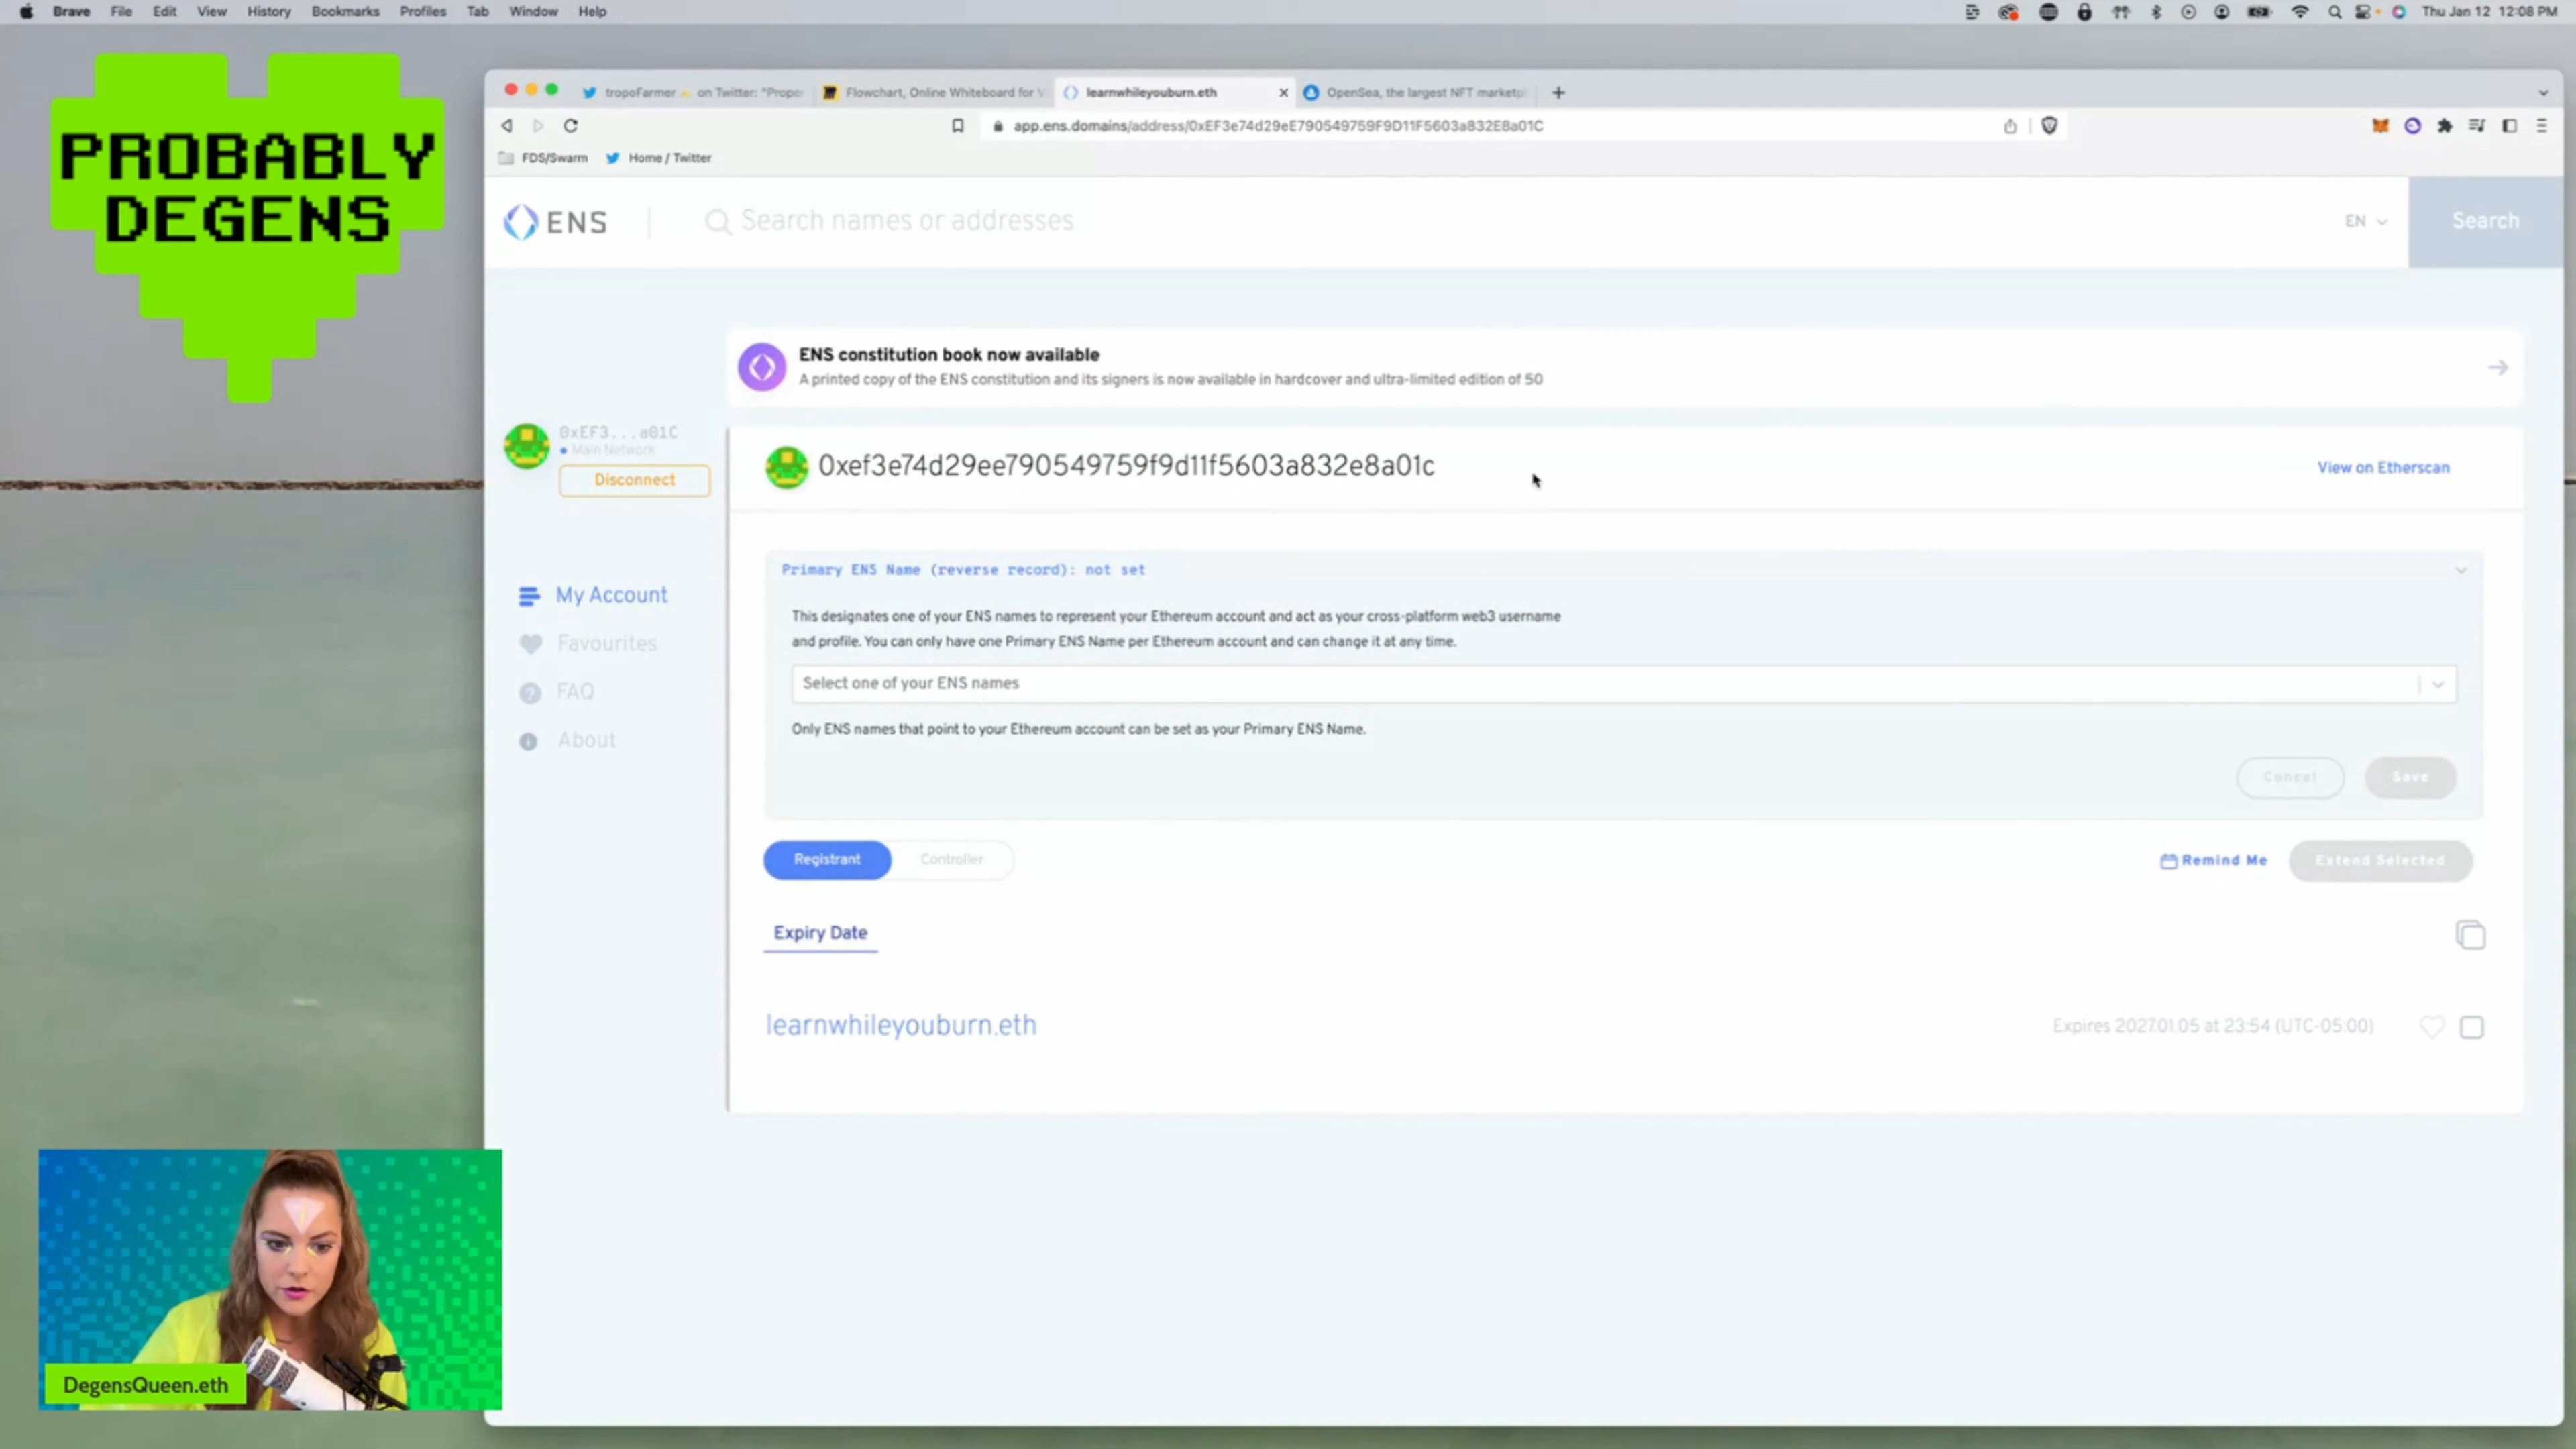 Brave File Edit View History Bookmarks Profiles Tab Window Help
Thu Jan 12 12:08 PM
PROBABLY
DEGENS
tropoFarmer on Twitter: "Proper
Flowchart, Online Whiteboard for V
learnwhileyouburn.eth
OpenSea, the largest NFT marketpl
app.ens.domains/address/0xEF3e74d29eE790549759F9D11F5603a832E8a01C
FDS/Swarm
Home / Twitter
ENS
Search names or addresses
EN
Search
ENS constitution book now available
A printed copy of the ENS constitution and its signers is now available in hardcover and ultra-limited edition of 50
0xEF3...a01C
Main Network
Disconnect
0xef3e74d29ee790549759f9d11f5603a832e8a01c
View on Etherscan
My Account
Favourites
FAQ
About
Primary ENS Name (reverse record): not set
This designates one of your ENS names to represent your Ethereum account and act as your cross-platform web3 username
and profile. You can only have one Primary ENS Name per Ethereum account and can change it at any time.
Select one of your ENS names
Only ENS names that point to your Ethereum account can be set as your Primary ENS Name.
Cancel
Save
Registrant
Controller
Remind Me
Extend Selected
Expiry Date
learnwhileyouburn.eth
Expires 2027.01.05 at 23:54 (UTC-05:00)
DegensQueen.eth